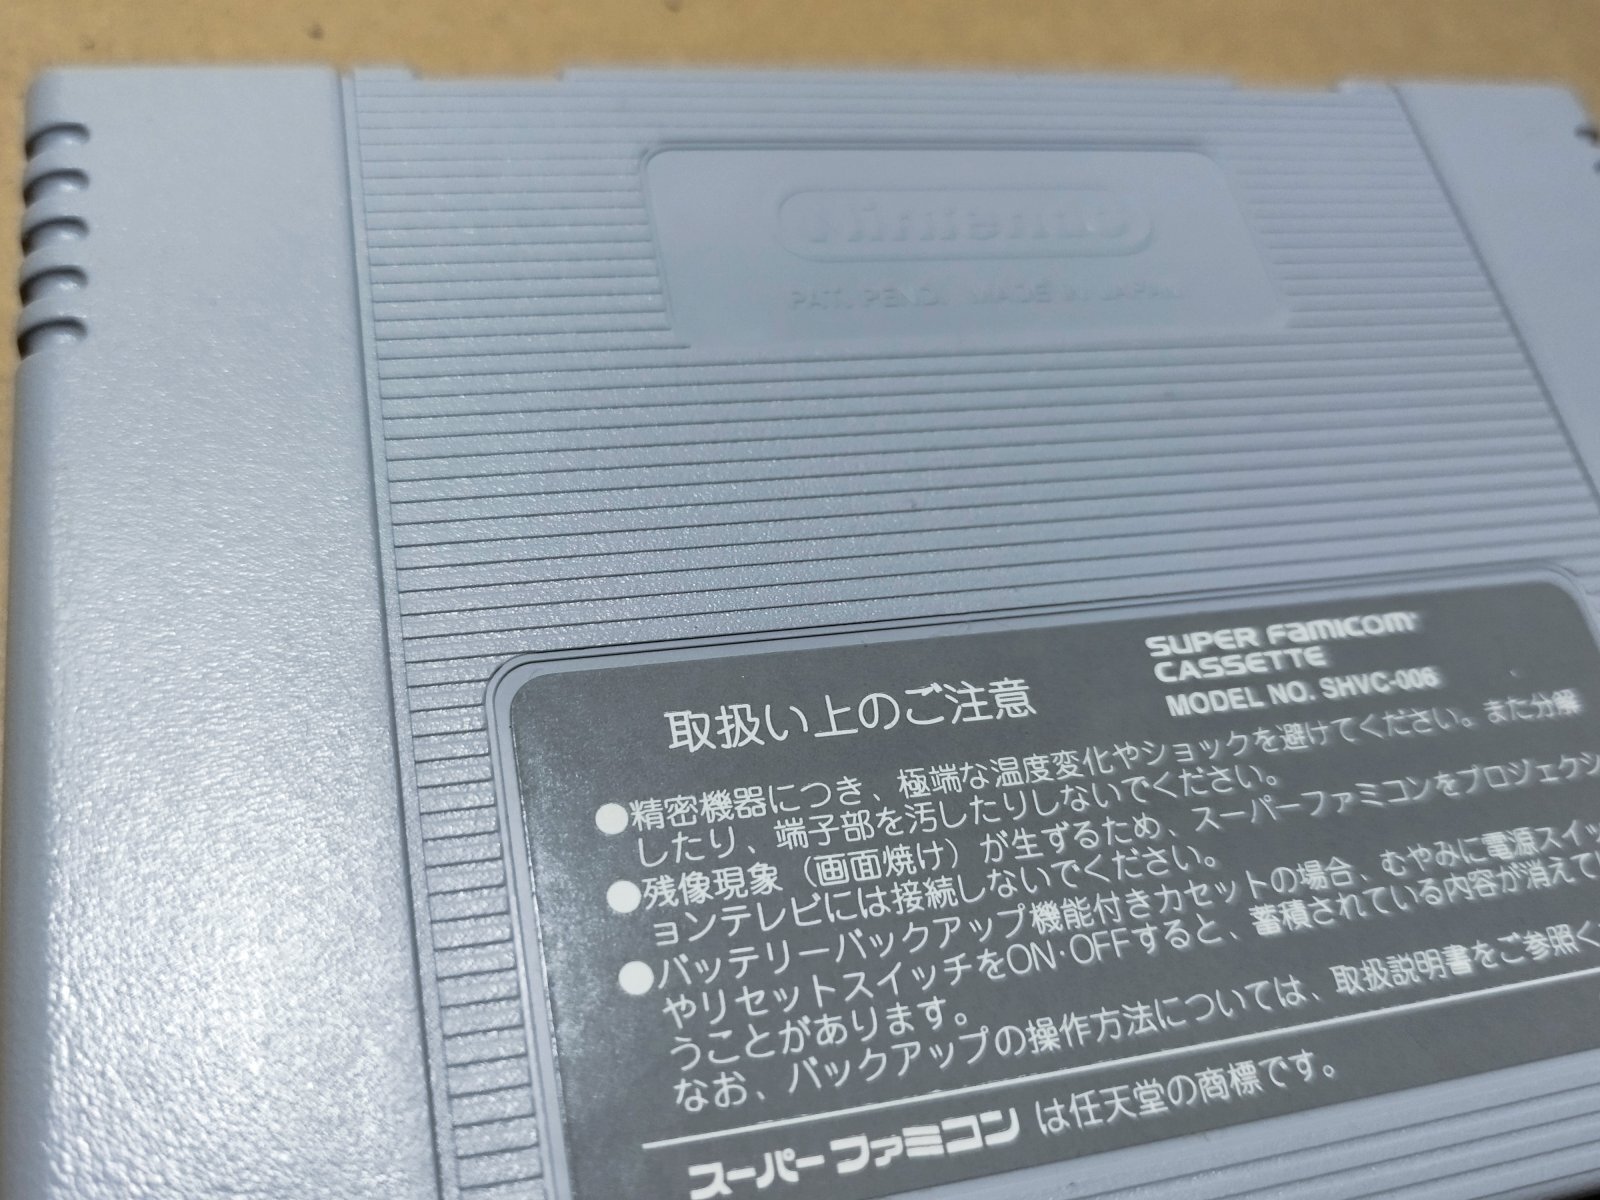 Nintendo
PAT. PEND. MADE IN JAPAN
SUPER FAMICOM
CASSETTE
MODEL NO. SHVC-006
取扱い上のご注意
●精密機器につき、極端な温度変化やショックを避けてください。また分解
したり、端子部を汚したりしないでください。
●残像現象（画面焼け）が生ずるため、スーパーファミコンをプロジェクシ
ョンテレビには接続しないでください。
●バッテリーバックアップ機能付きカセットの場合、むやみに電源スイッ
やリセットスイッチをON・OFFすると、蓄積されている内容が消えて
うことがあります。
なお、バックアップの操作方法については、取扱説明書をご参照く
スーパーファミコンは任天堂の商標です。